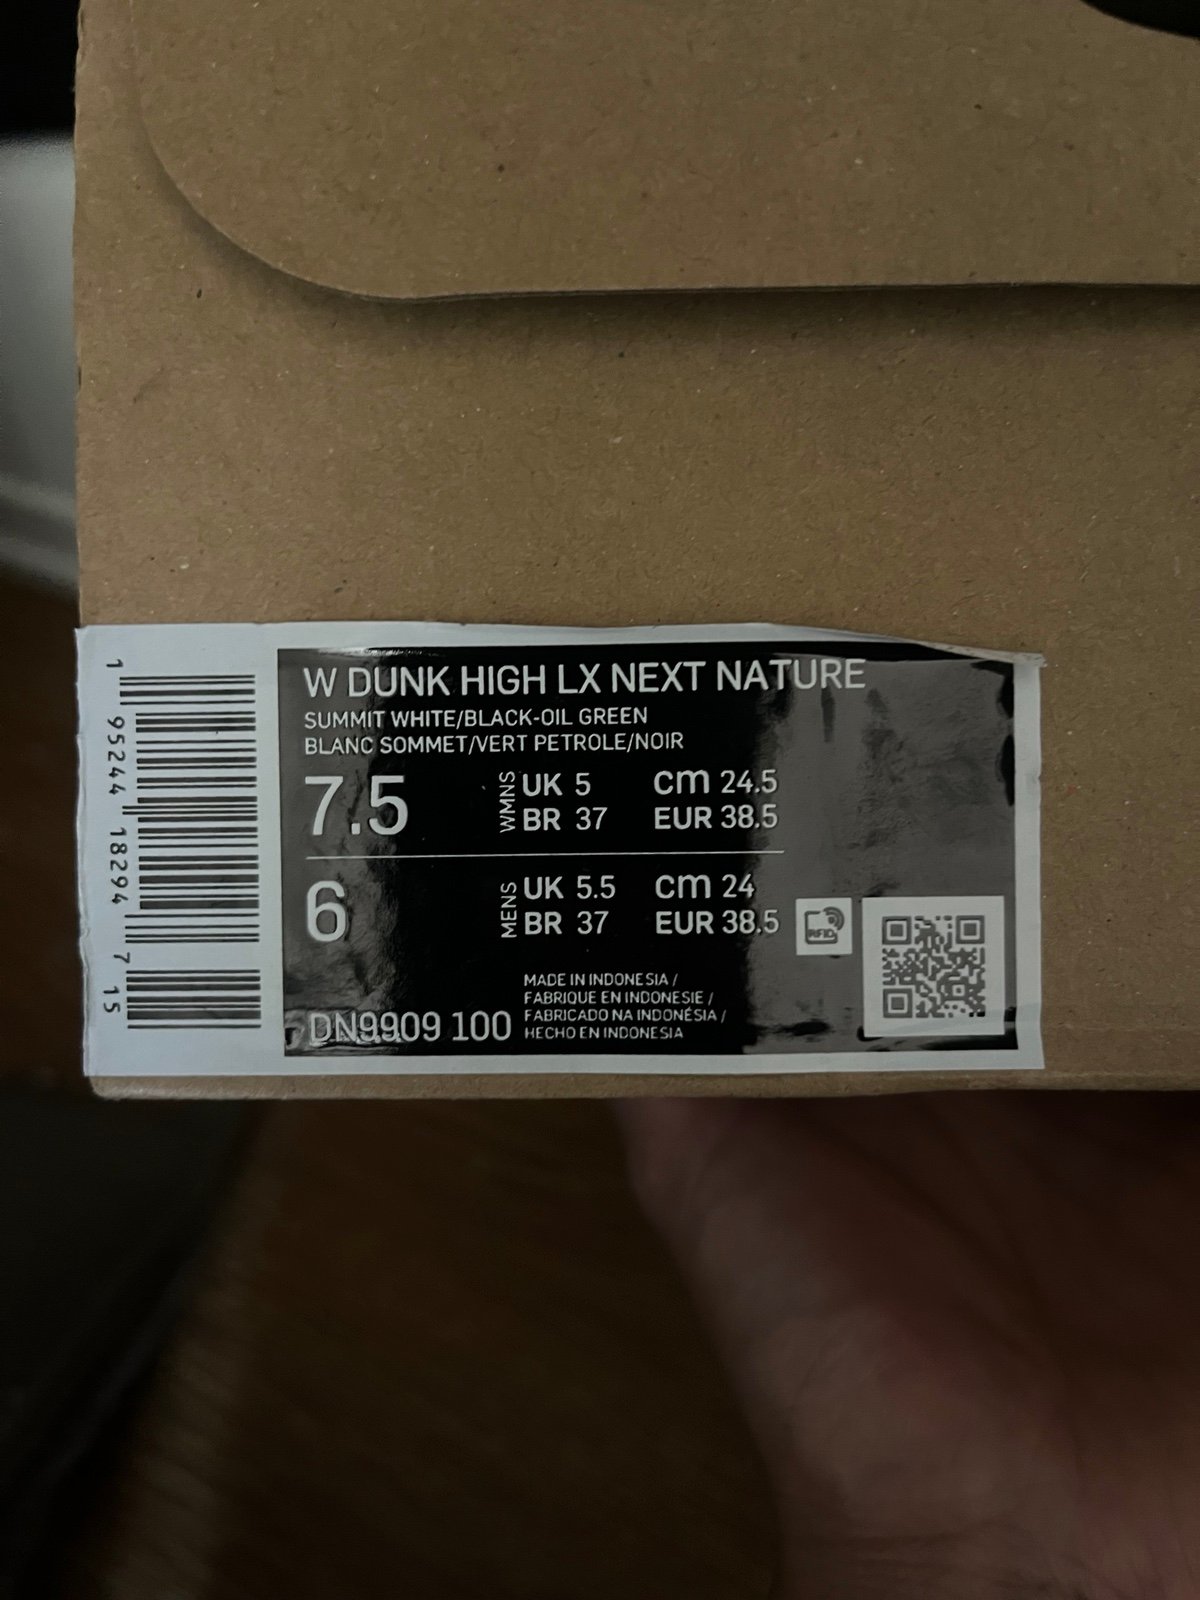 W DUNK HIGH LX NEXT NATURE
SUMMIT WHITE/BLACK-OIL GREEN
BLANC SOMMET/VERT PETROLE/NOIR
7.5 WMNS UK 5 cm 24.5
BR 37 EUR 38.5
6 MENS UK 5.5 cm 24
BR 37 EUR 38.5
RFID
MADE IN INDONESIA /
FABRIQUE EN INDONESIE /
FABRICADO NA INDONÉSIA /
HECHO EN INDONESIA
DN9909 100
1 95244 18294 7 15